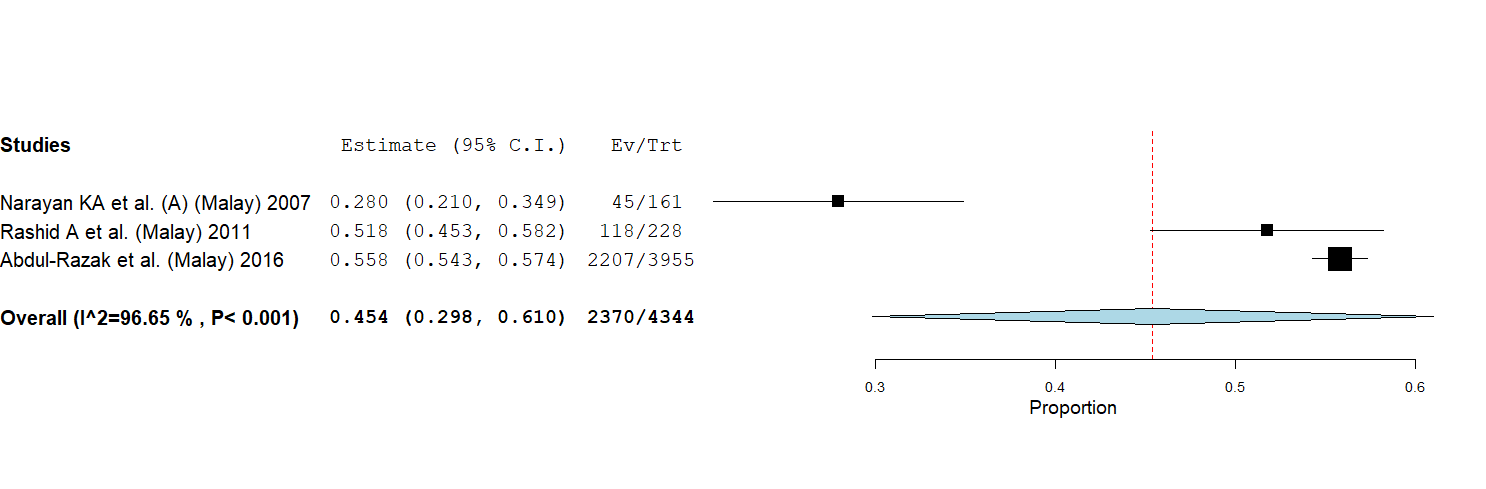 Studies Estimate (95% C.I.) Ev/Trt
Narayan KA et al. (A) (Malay) 2007 0.280 (0.210, 0.349) 45/161
Rashid A et al. (Malay) 2011 0.518 (0.453, 0.582) 118/228
Abdul-Razak et al. (Malay) 2016 0.558 (0.543, 0.574) 2207/3955
Overall (I^2=96.65 % , P< 0.001) 0.454 (0.298, 0.610) 2370/4344
0.3 0.4 0.5 0.6
Proportion